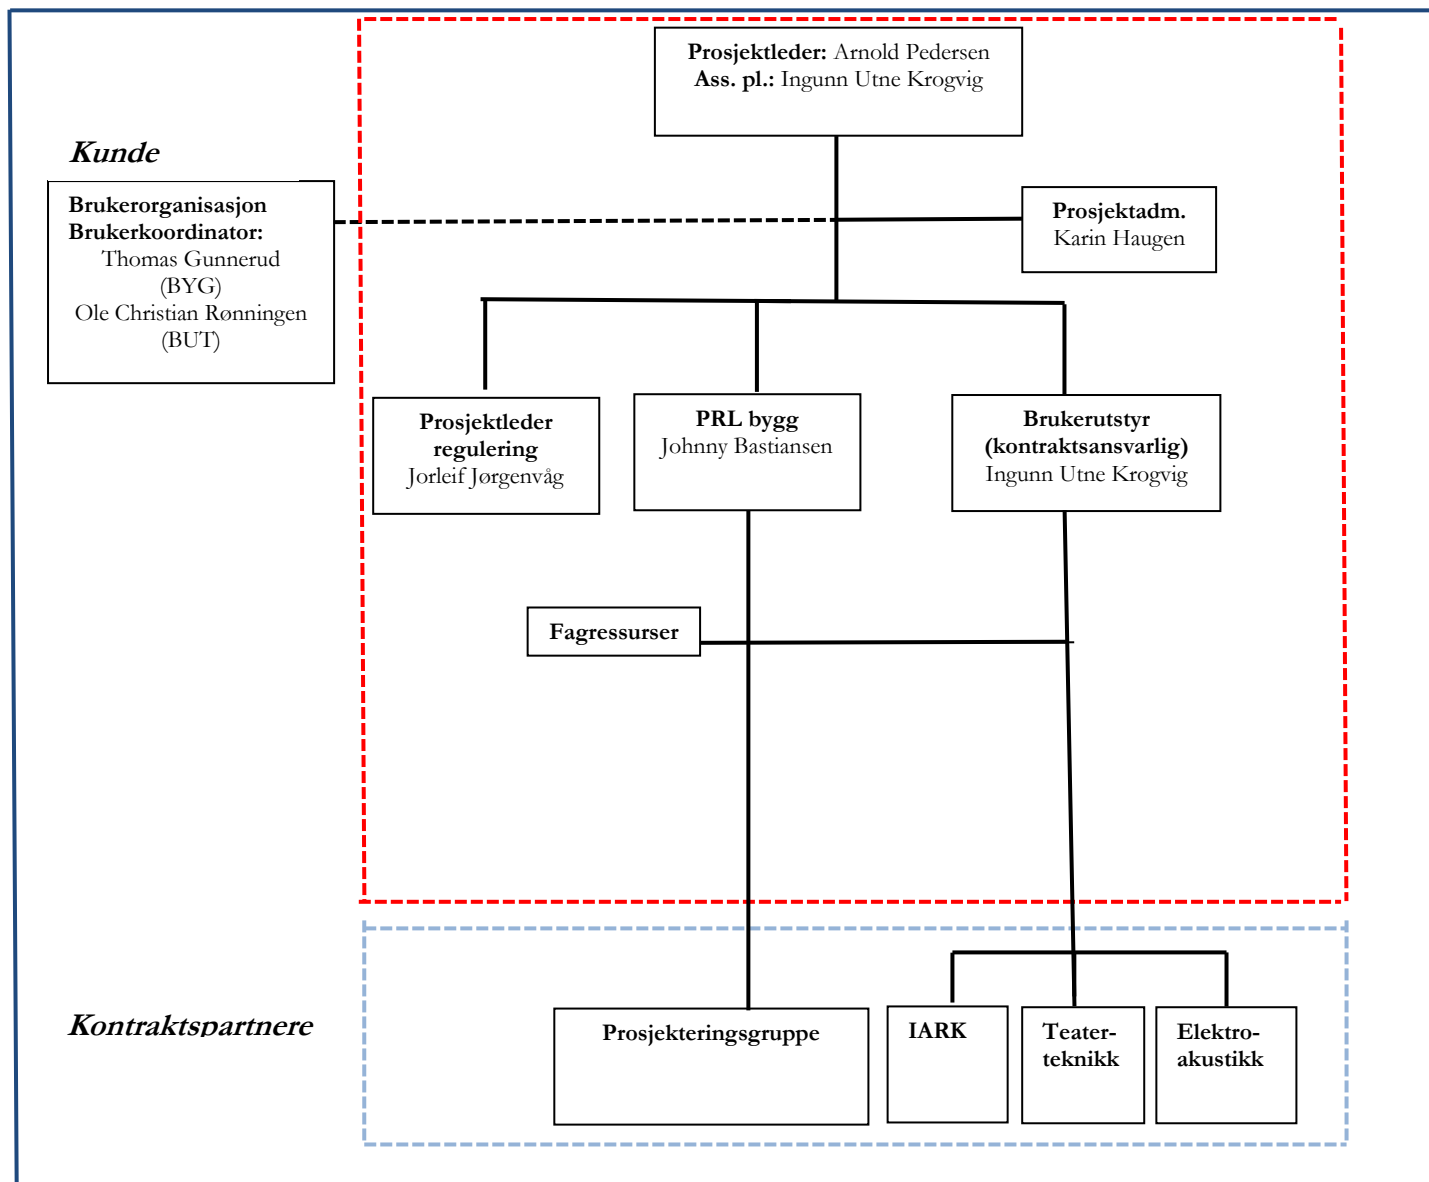 Prosjektleder: Arnold Pedersen
Ass. pl.: Ingunn Utne Krogvig
Kunde
Brukerorganisasjon
Brukerkoordinator:
Thomas Gunnerud
(BYG)
Ole Christian Rønningen
(BUT)
Prosjektadm.
Karin Haugen
Prosjektleder
regulering
Jorleif Jørgenvåg
PRL bygg
Johnny Bastiansen
Brukerutstyr
(kontraktsansvarlig)
Ingunn Utne Krogvig
Fagressurser
Kontraktspartnere
Prosjekteringsgruppe
IARK
Teater-
teknikk
Elektro-
akustikk